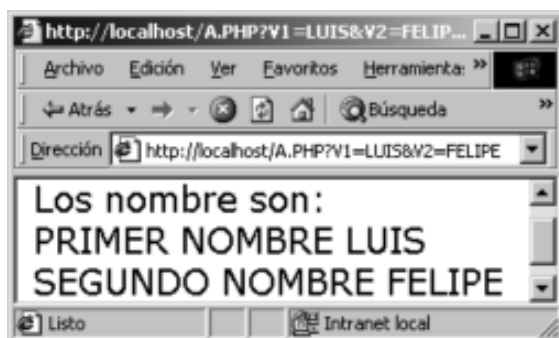 http://localhost/A.PHP?V1=LUIS&V2=FELIP...
Archivo Edición Ver Favoritos Herramienta: »
Atrás Búsqueda »
Dirección http://localhost/A.PHP?V1=LUIS&V2=FELIPE
Los nombre son:
PRIMER NOMBRE LUIS
SEGUNDO NOMBRE FELIPE
Listo Intranet local